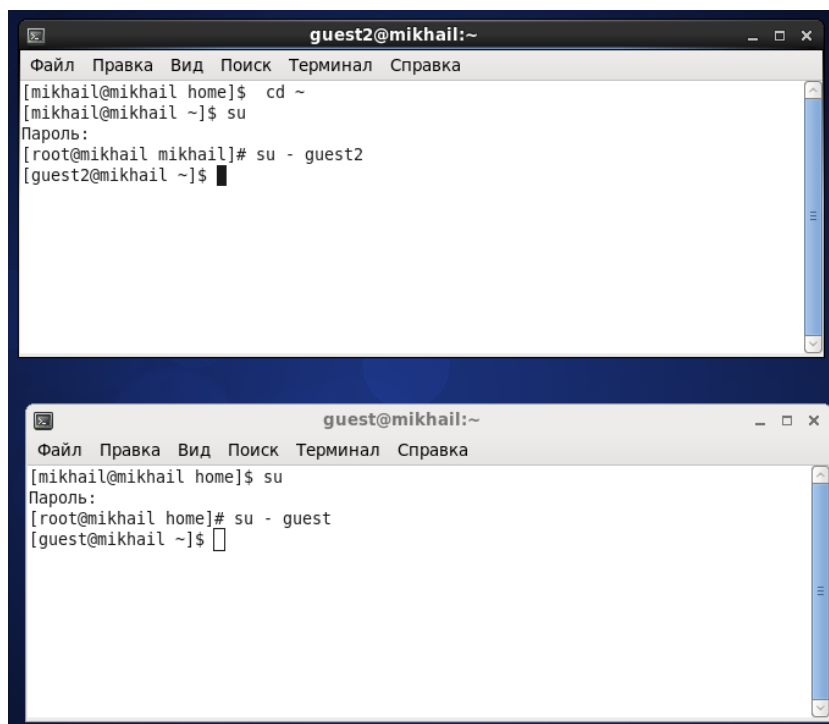 guest2@mikhail:~
Файл Правка Вид Поиск Терминал Справка
[mikhail@mikhail home]$  cd ~
[mikhail@mikhail ~]$ su
Пароль:
[root@mikhail mikhail]# su - guest2
[guest2@mikhail ~]$
guest@mikhail:~
Файл Правка Вид Поиск Терминал Справка
[mikhail@mikhail home]$ su
Пароль:
[root@mikhail home]# su - guest
[guest@mikhail ~]$